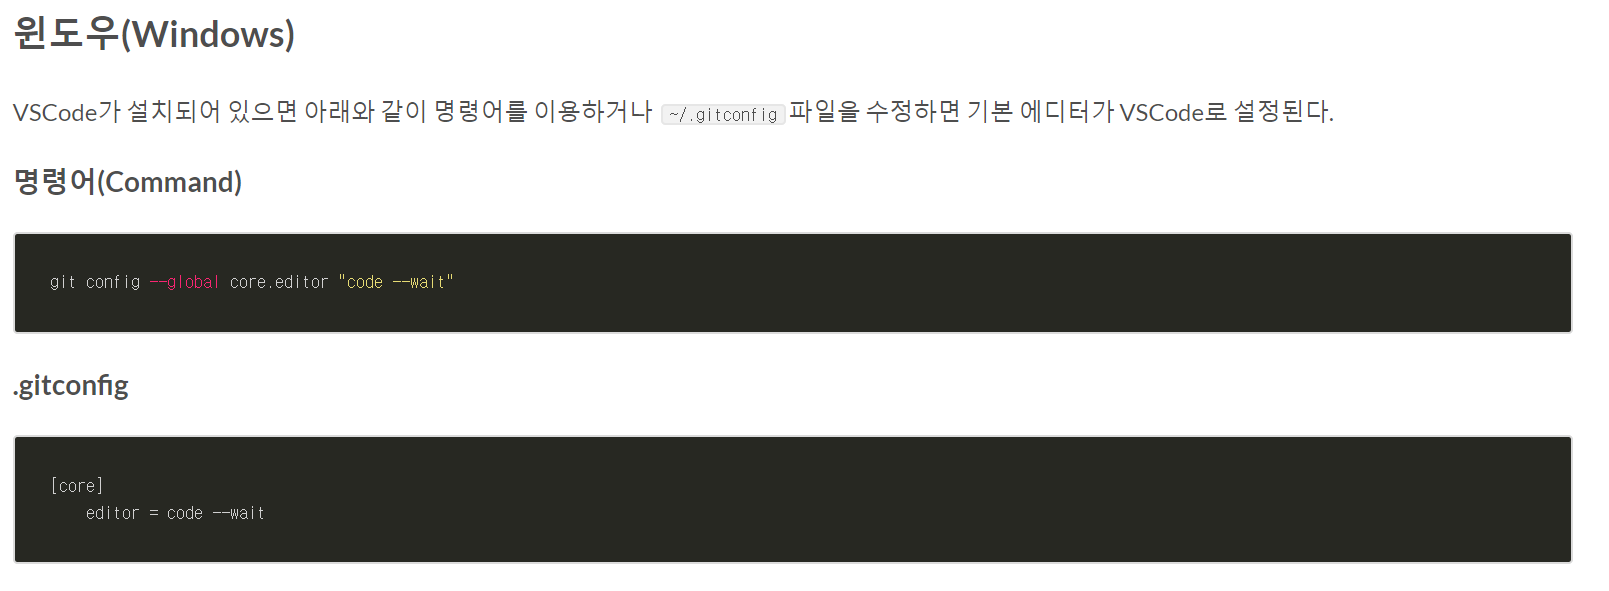 윈도우(Windows)
VSCode가 설치되어 있으면 아래와 같이 명령어를 이용하거나 ~/.gitconfig 파일을 수정하면 기본 에디터가 VSCode로 설정된다.
명령어(Command)
git config --global core.editor "code --wait"
.gitconfig
[core]
    editor = code --wait